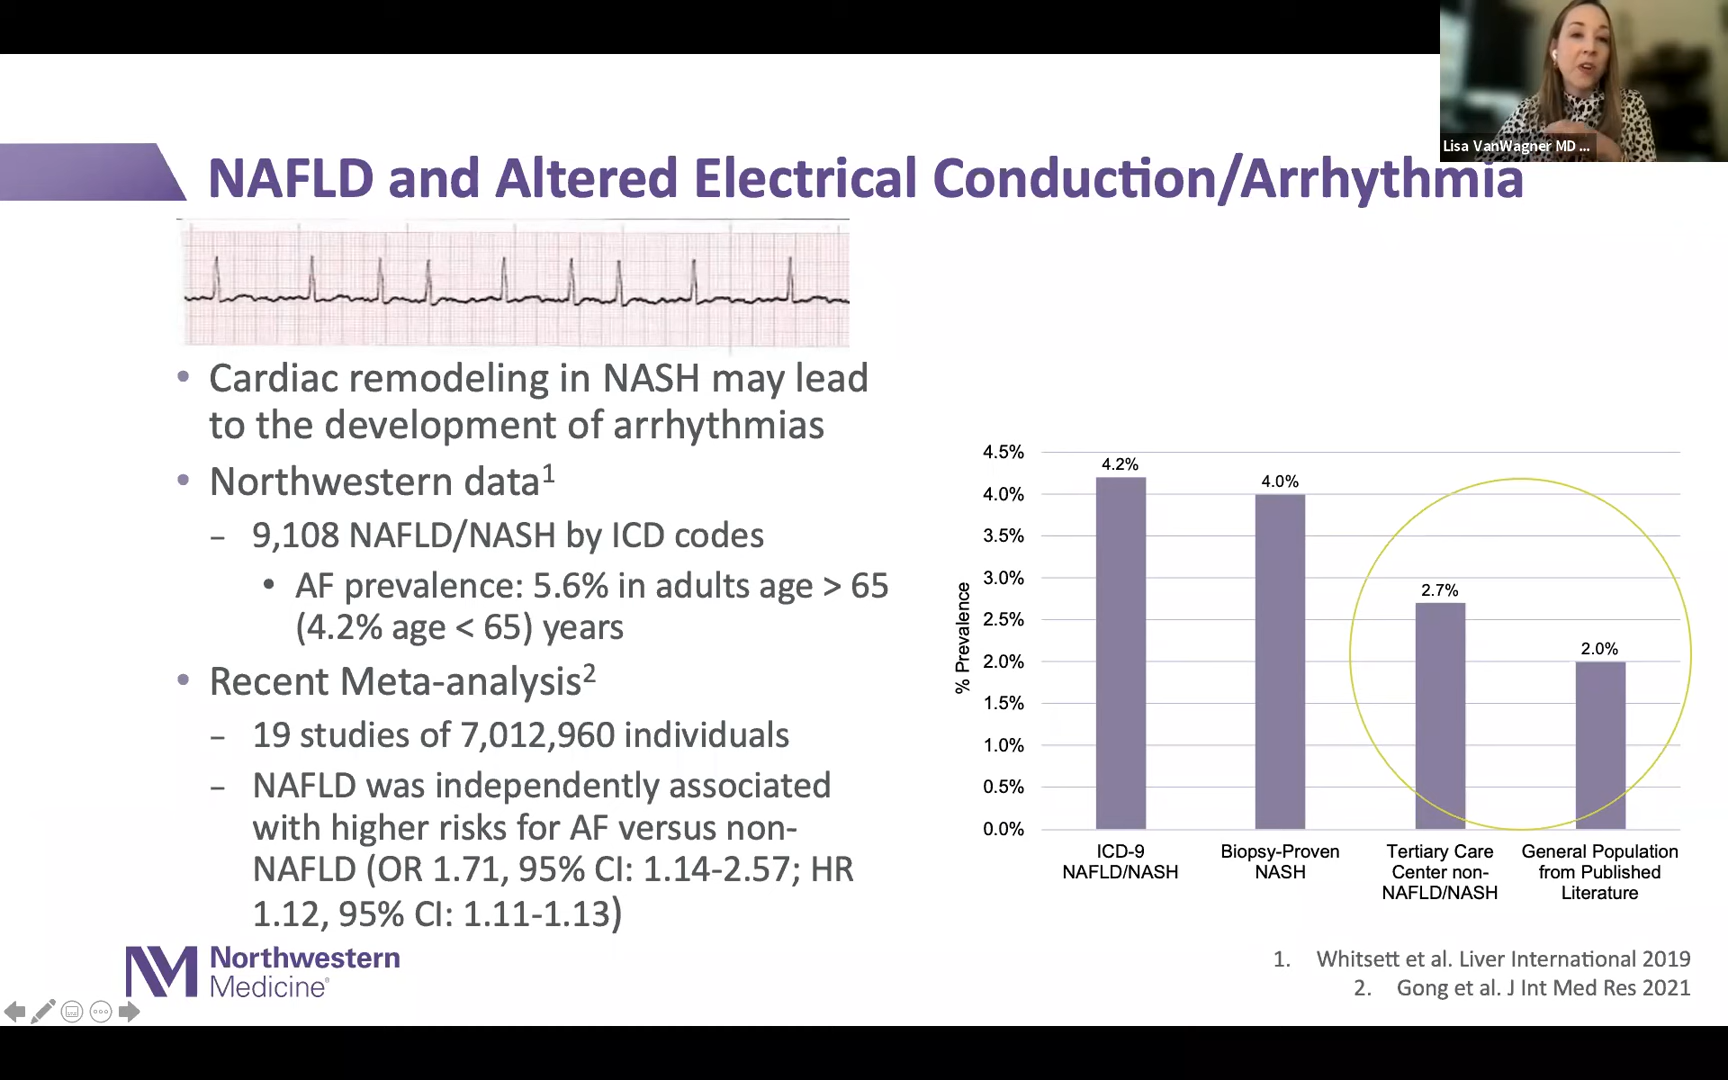 Lisa VanWagner MD ...
NAFLD and Altered Electrical Conduction/Arrhythmia
• Cardiac remodeling in NASH may lead
to the development of arrhythmias
• Northwestern data¹
– 9,108 NAFLD/NASH by ICD codes
• AF prevalence: 5.6% in adults age > 65
(4.2% age < 65) years
• Recent Meta-analysis²
– 19 studies of 7,012,960 individuals
– NAFLD was independently associated
with higher risks for AF versus non-
NAFLD (OR 1.71, 95% CI: 1.14-2.57; HR
1.12, 95% CI: 1.11-1.13)
% Prevalence
4.5%
4.0%
3.5%
3.0%
2.5%
2.0%
1.5%
1.0%
0.5%
0.0%
4.2%
4.0%
2.7%
2.0%
ICD-9
NAFLD/NASH
Biopsy-Proven
NASH
Tertiary Care
Center non-
NAFLD/NASH
General Population
from Published
Literature
NM
Northwestern
Medicine®
1. Whitsett et al. Liver International 2019
2. Gong et al. J Int Med Res 2021